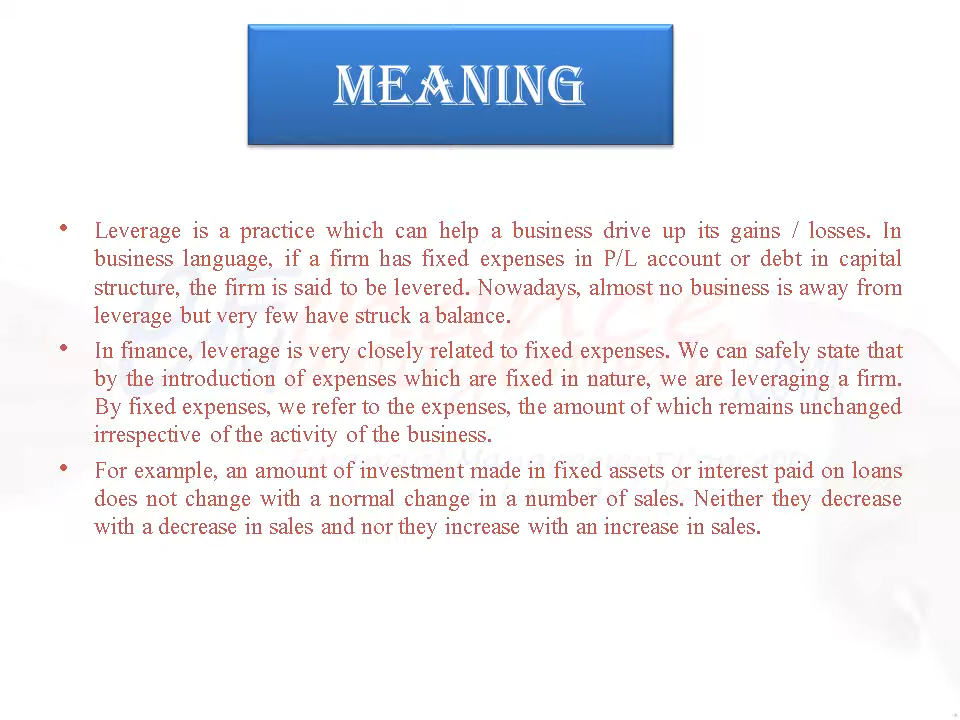 MEANING
• Leverage is a practice which can help a business drive up its gains / losses. In
business language, if a firm has fixed expenses in P/L account or debt in capital
structure, the firm is said to be levered. Nowadays, almost no business is away from
leverage but very few have struck a balance.
• In finance, leverage is very closely related to fixed expenses. We can safely state that
by the introduction of expenses which are fixed in nature, we are leveraging a firm.
By fixed expenses, we refer to the expenses, the amount of which remains unchanged
irrespective of the activity of the business.
• For example, an amount of investment made in fixed assets or interest paid on loans
does not change with a normal change in a number of sales. Neither they decrease
with a decrease in sales and nor they increase with an increase in sales.